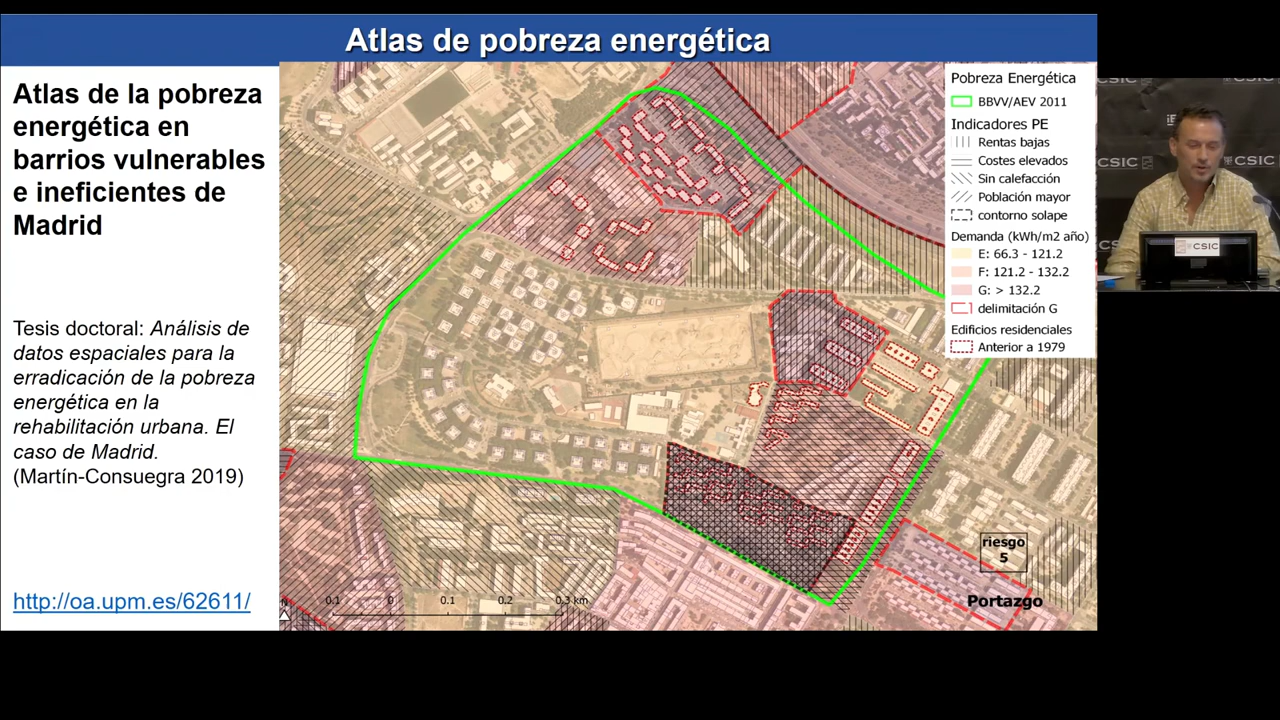 Atlas de pobreza energética
Atlas de la pobreza
energética en
barrios vulnerables
e ineficientes de
Madrid
Tesis doctoral: Análisis de
datos espaciales para la
erradicación de la pobreza
energética en la
rehabilitación urbana. El
caso de Madrid.
(Martín-Consuegra 2019)
http://oa.upm.es/62611/
Pobreza Energética
BBVV/AEV 2011
Indicadores PE
Rentas bajas
Costes elevados
Sin calefacción
Población mayor
contorno solape
Demanda (kWh/m2 año)
E: 66.3 - 121.2
F: 121.2 - 132.2
G: > 132.2
delimitación G
Edificios residenciales
Anterior a 1979
riesgo
5
Portazgo
N
0.1 0 0.1 0.2 0.3 km
CSIC
CSIC
CSIC
CSIC
CSIC
CSIC